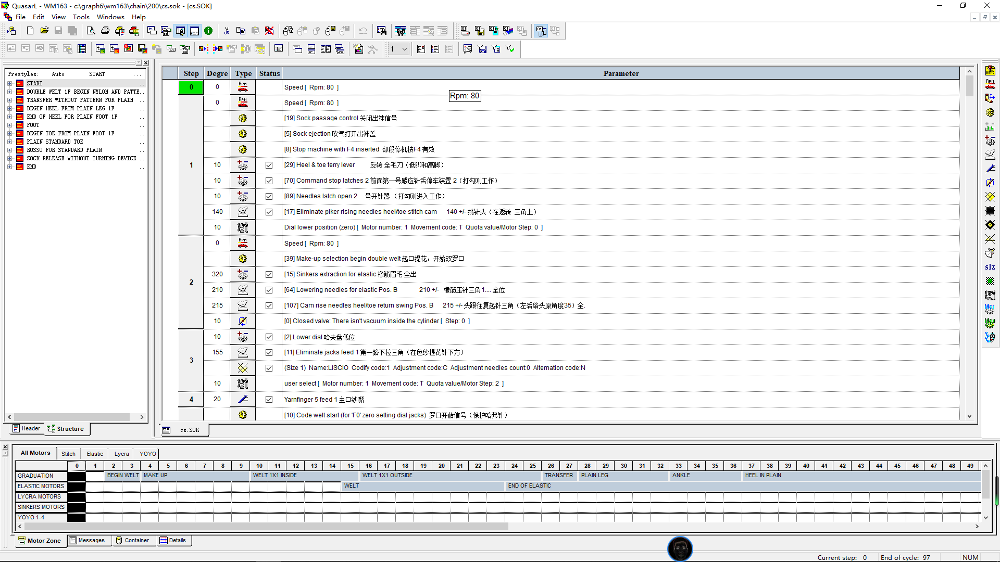 QuasarL - WM163 - c:\graph6\wm163\chain\200\cs.sok - [cs.SOK]
File Edit View Tools Windows Help
1
Prestyles: Auto START ...
START ..
DOUBLE WELT 1F BEGIN NYLON AND PATTE..
TRANSFER WITHOUT PATTERN FOR PLAIN ..
BEGIN HEEL FROM PLAIN LEG 1F ..
END OF HEEL FOR PLAIN FOOT 1F ..
FOOT ..
BEGIN TOE FROM PLAIN FOOT 1F ..
PLAIN STANDARD TOE ..
ROSSO FOR STANDARD PLAIN ..
SOCK RELEASE WITHOUT TURNING DEVICE ..
END ..
Header Structure
Step Degre Type Status Parameter
0 0 RPM Speed [ Rpm: 80 ]
Rpm: 80
0 RPM Speed [ Rpm: 80 ]
[19] Sock passage control 关闭出袜信号
[5] Sock ejection 吹气打开出袜盖
[8] Stop machine with F4 inserted 部段停机按F4 有效
1 10 [29] Heel & toe terry lever 反转 全毛刀（低脚和高脚）
10 [70] Command stop latches 2 前面第一号感应针舌停车装置 2（打勾则工作）
10 [89] Needles latch open 2 号开针器 （打勾则进入工作）
140 [17] Eliminate piker rising needles heel/toe stitch cam 140 +/- 挑针头（在返转 三角上）
10 Dial lower position (zero) [ Motor number: 1 Movement code: T Quota value/Motor Step: 0 ]
0 RPM Speed [ Rpm: 80 ]
[39] Make-up selection begin double welt 起口提花，开始双罗口
320 [15] Sinkers extraction for elastic 橡筋眉毛 全出
2 210 [64] Lowering needles for elastic Pos. B 210 +/- 橡筋压针三角1.... 全位
215 [107] Cam rise needles heel/toe return swing Pos. B 215 +/- 头跟往复起针三角（左活络头原角度35）全.
10 [0] Closed valve: There isn't vacuum inside the cylinder [ Step: 0 ]
10 [2] Lower dial 哈夫盘低位
155 [11] Eliminate jacks feed 1 第一路下拉三角（在色纱提花针下方）
3 (Size 1) Name:LISCIO Codify code:1 Adjustment code:C Adjustment needles count:0 Alternation code:N
10 user select [ Motor number: 1 Movement code: T Quota value/Motor Step: 2 ]
4 20 Yarnfinger 5 feed 1 主口纱嘴
[10] Code welt start (for 'F0' zero setting dial jacks) 罗口开始信号（保护哈弗针）
cs.SOK
MEMO
RPM
slz
Mcr
All Motors Stitch Elastic Lycra YOYO
0 1 2 3 4 5 6 7 8 9 10 11 12 13 14 15 16 17 18 19 20 21 22 23 24 25 26 27 28 29 30 31 32 33 34 35 36 37 38 39 40 41 42 43 44 45 46 47 48 49
GRADUATION BEGIN WELT MAKE UP WELT 1X1 INSIDE WELT 1X1 OUTSIDE TRANSFER PLAIN LEG ANKLE HEEL IN PLAIN
ELASTIC MOTORS WELT END OF ELASTIC
LYCRA MOTORS
SINKERS MOTORS
YOYO 1-4
Motor Zone Messages Container Details
Current step: 0 End of cycle: 97 NUM